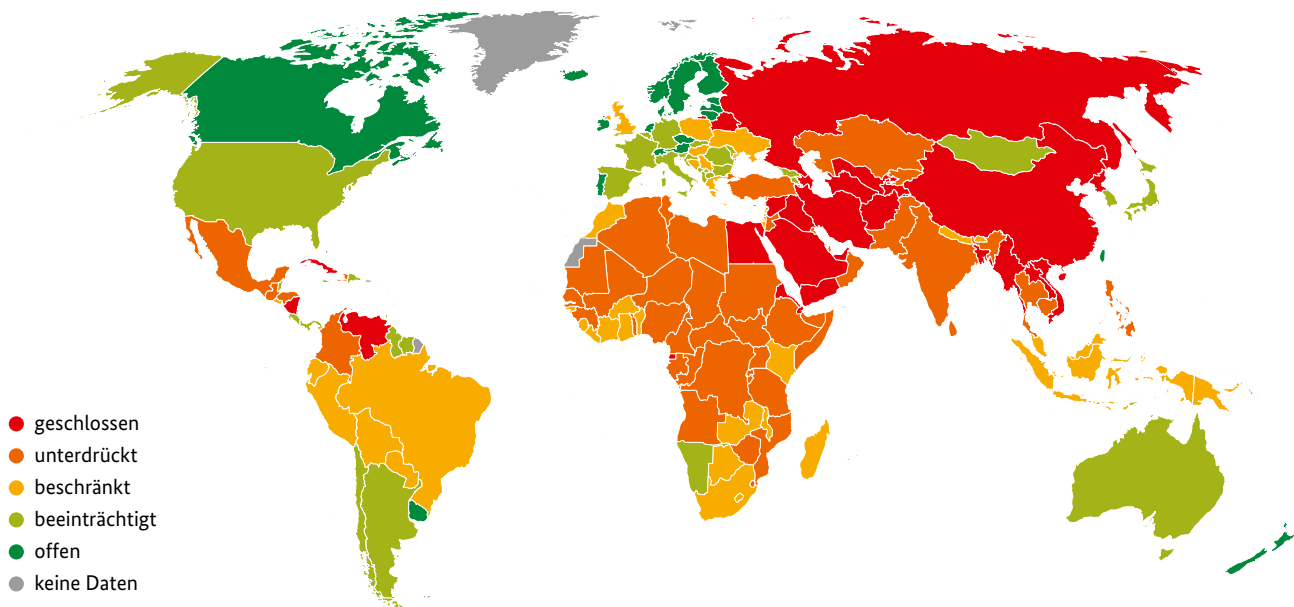 geschlossen
unterdrückt
beschränkt
beeinträchtigt
offen
keine Daten